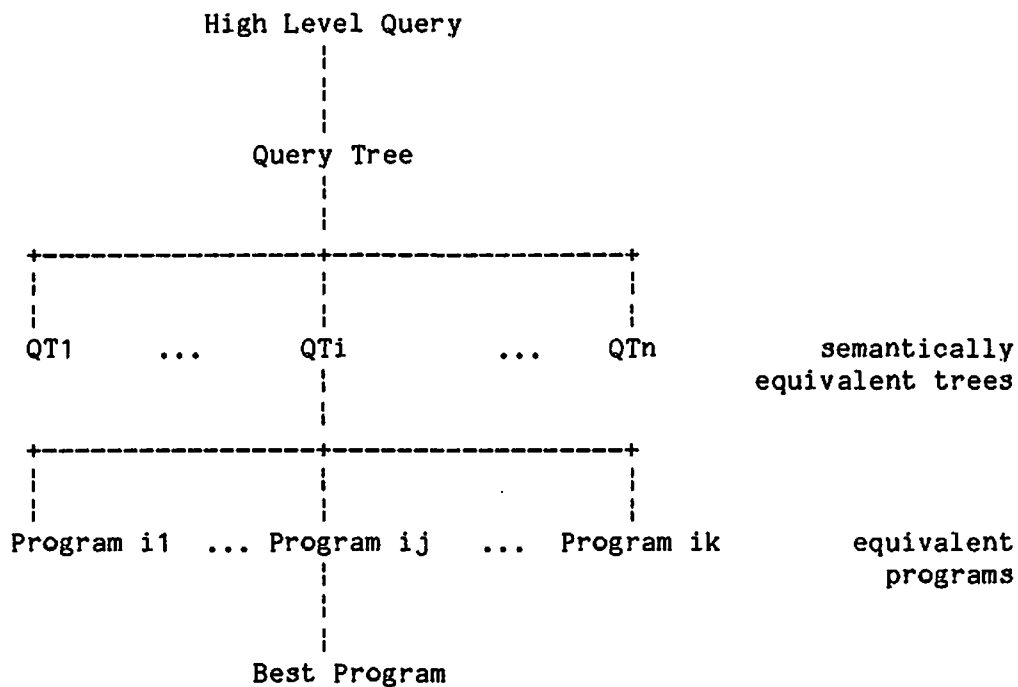 High Level Query
Query Tree
QT1 ... QTi ... QTn semantically
equivalent trees
Program i1 ... Program ij ... Program ik equivalent
programs
Best Program